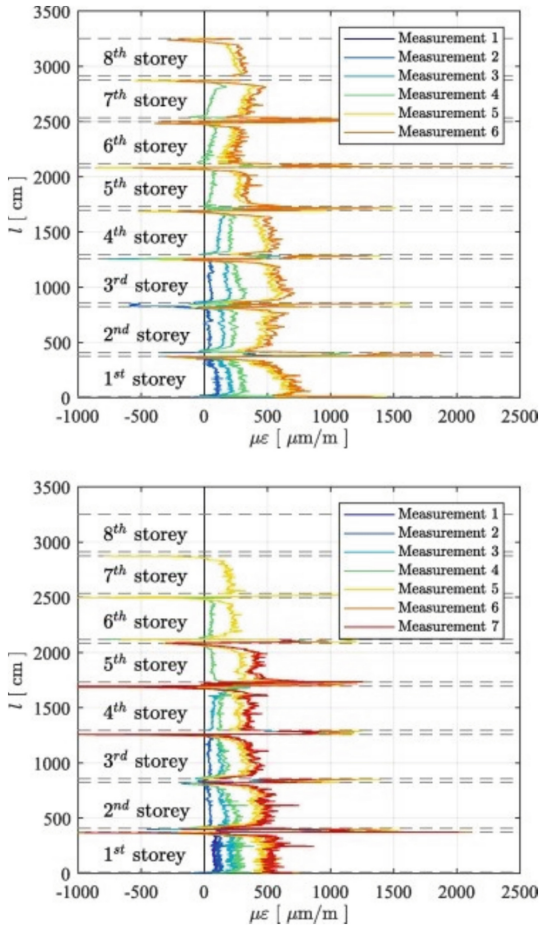 3500
3000
2500
2000
1500
1000
500
0
l [ cm ]
8th storey
7th storey
6th storey
5th storey
4th storey
3rd storey
2nd storey
1st storey
Measurement 1
Measurement 2
Measurement 3
Measurement 4
Measurement 5
Measurement 6
-1000 -500 0 500 1000 1500 2000 2500
με [ μm/m ]
3500
3000
2500
2000
1500
1000
500
0
l [ cm ]
8th storey
7th storey
6th storey
5th storey
4th storey
3rd storey
2nd storey
1st storey
Measurement 1
Measurement 2
Measurement 3
Measurement 4
Measurement 5
Measurement 6
Measurement 7
-1000 -500 0 500 1000 1500 2000 2500
με [ μm/m ]